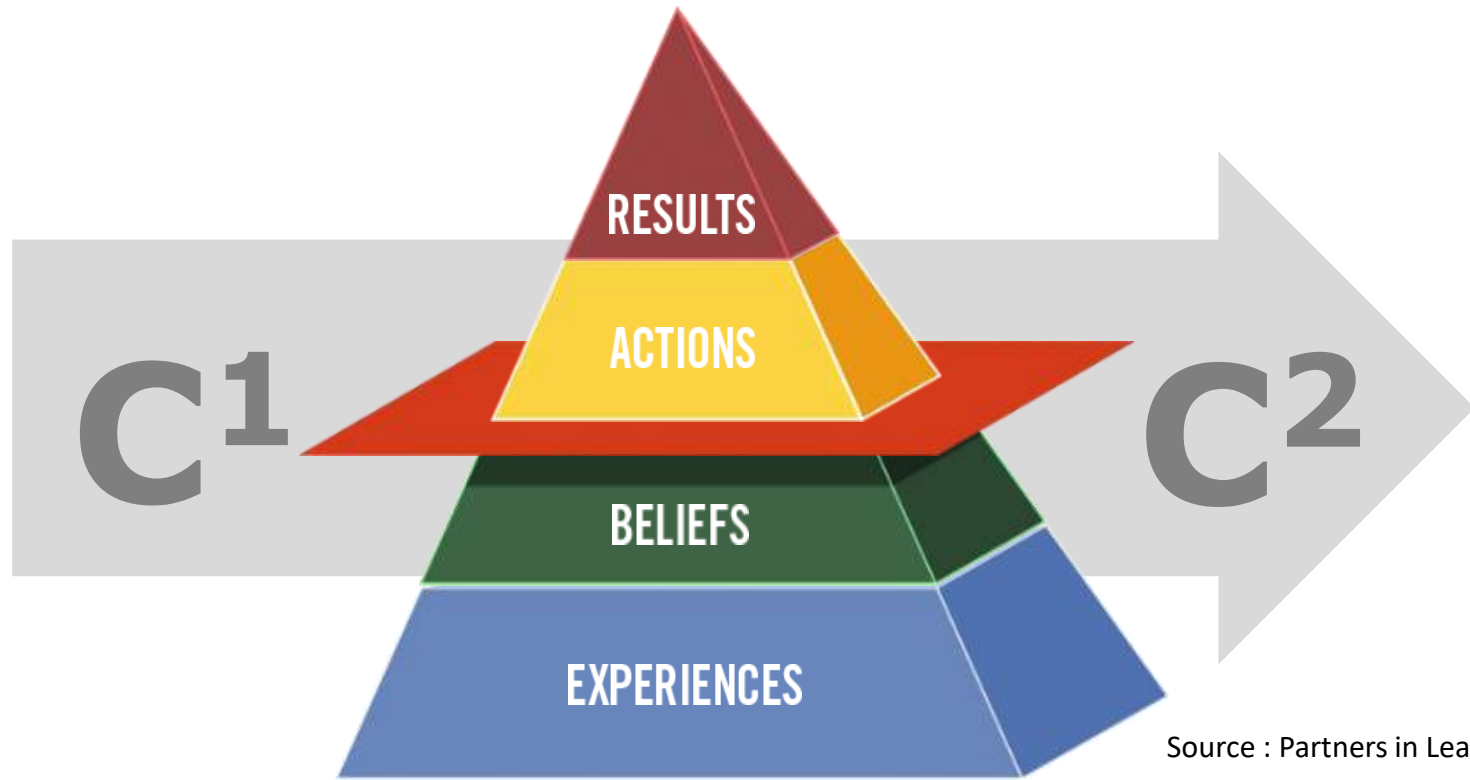 RESULTS
ACTIONS
C1
C2
BELIEFS
EXPERIENCES
Source : Partners in Lea